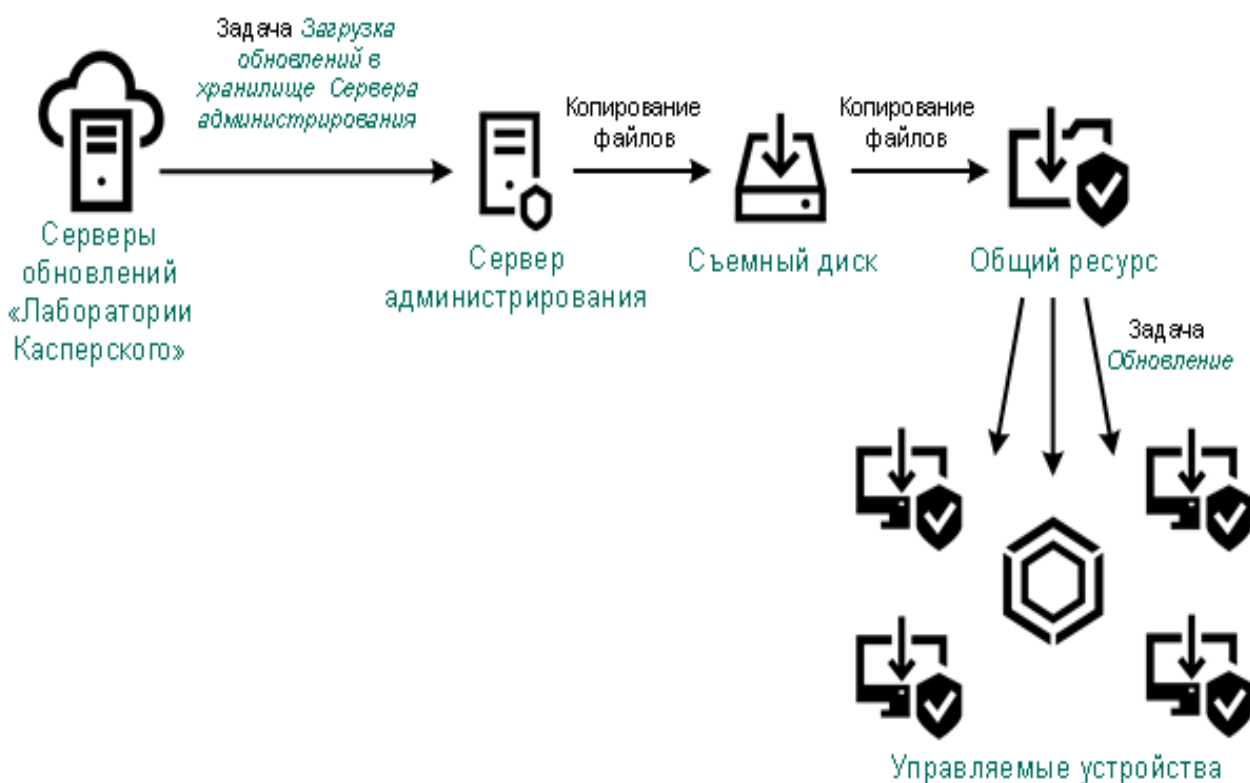 Задача Загрузка
обновлений в
хранилище Сервера
администрирования
Копирование
файлов
Копирование
файлов
Серверы
обновлений
«Лаборатории
Касперского»
Сервер
администрирования
Съемный диск
Общий ресурс
Задача
Обновление
Управляемые устройства